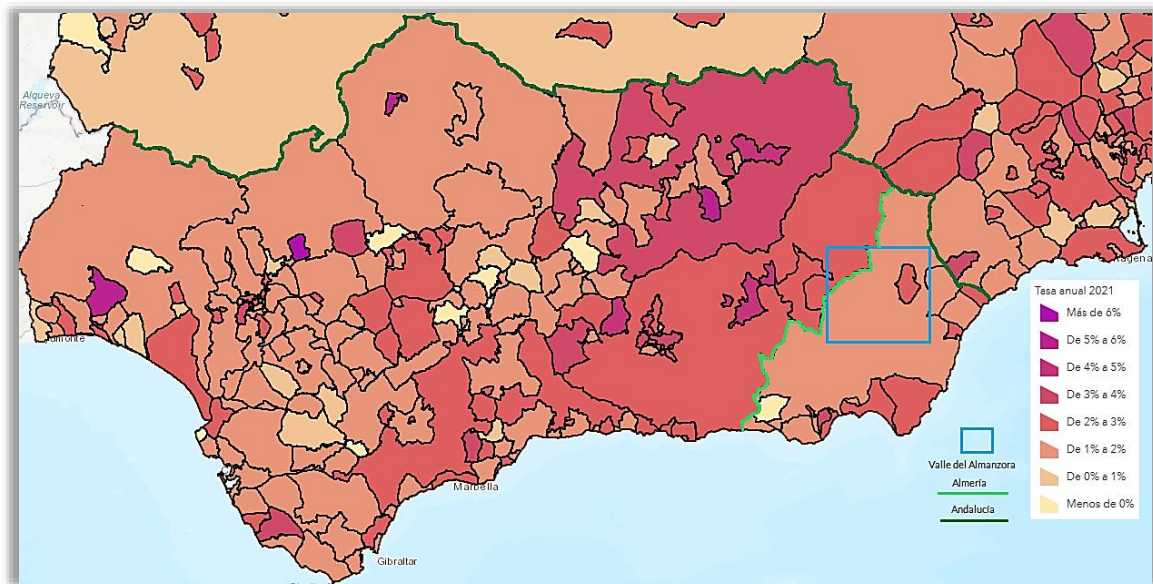 Alqueva
Reservoir
Marbella
Gibraltar
Tasa anual 2021
Más de 6%
De 5% a 6%
De 4% a 5%
De 3% a 4%
De 2% a 3%
De 1% a 2%
De 0% a 1%
Menos de 0%
Valle del Almanzora
Almería
Andalucía